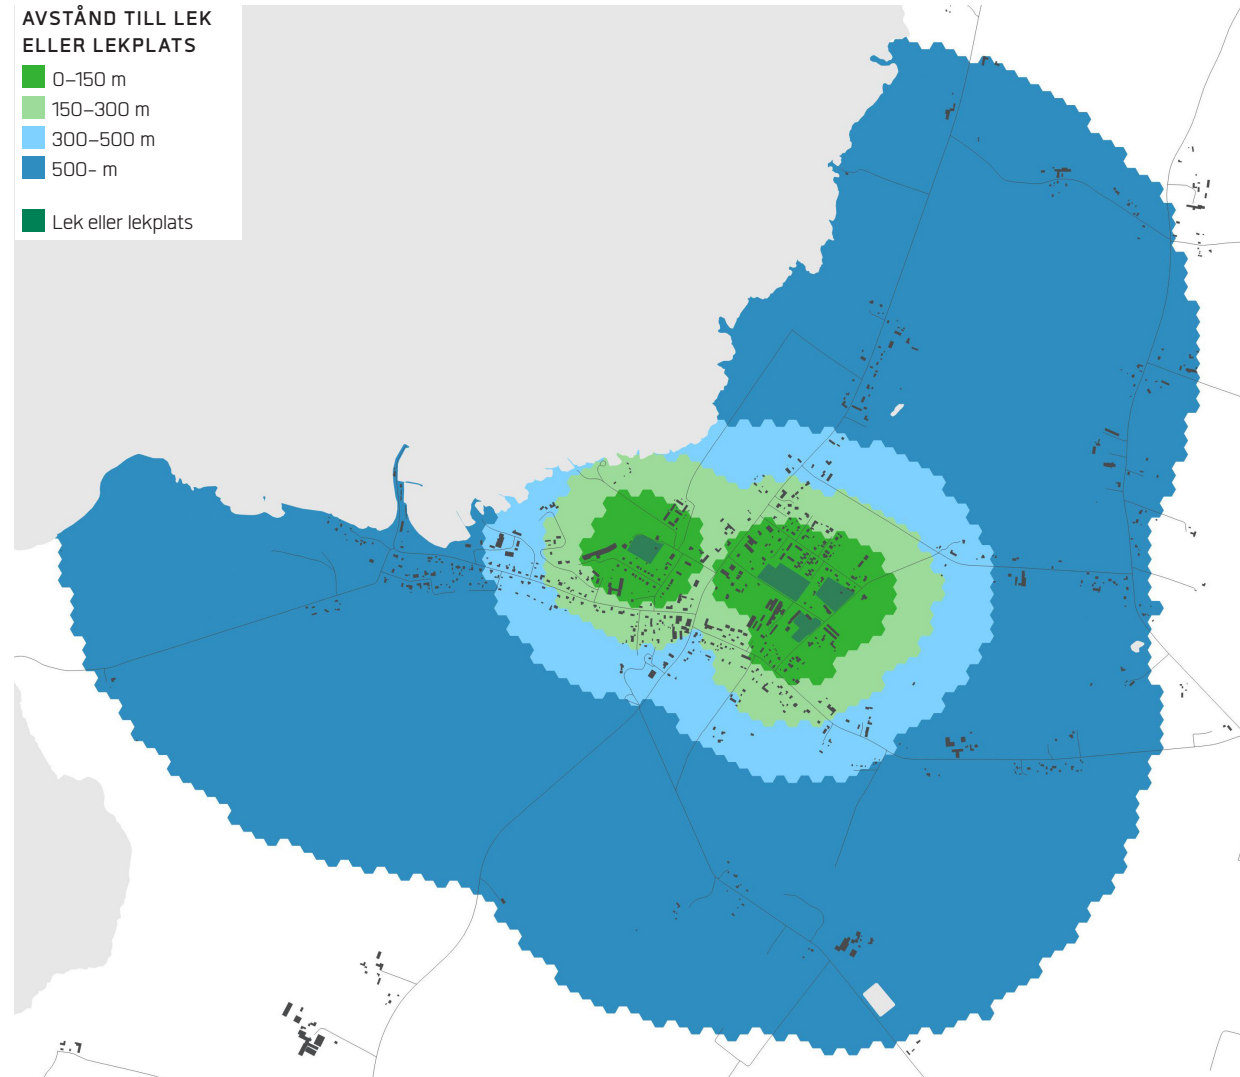 AVSTÅND TILL LEK
ELLER LEKPLATS
0–150 m
150–300 m
300–500 m
500- m
Lek eller lekplats